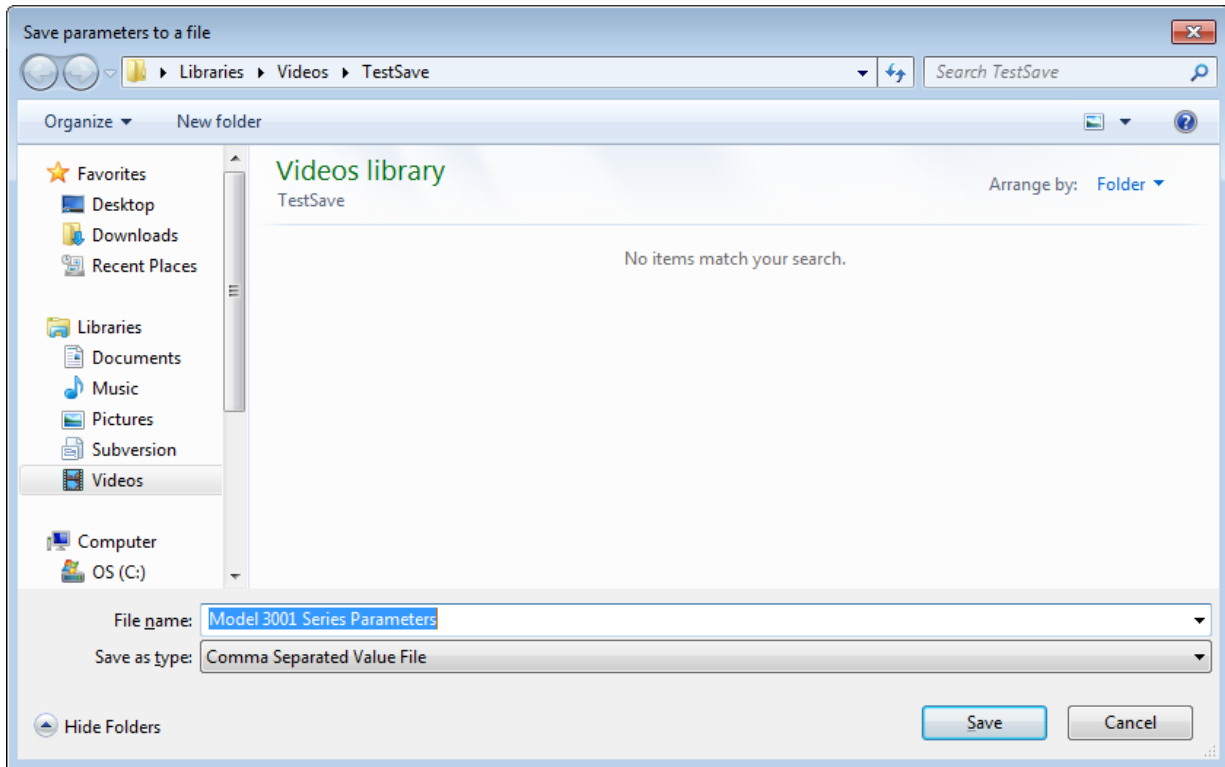 Save parameters to a file
Libraries Videos TestSave
Search TestSave
Organize New folder
Favorites
Desktop
Downloads
Recent Places
Libraries
Documents
Music
Pictures
Subversion
Videos
Computer
OS (C:)
Videos library
TestSave
Arrange by: Folder
No items match your search.
File name: Model 3001 Series Parameters
Save as type: Comma Separated Value File
Hide Folders
Save Cancel